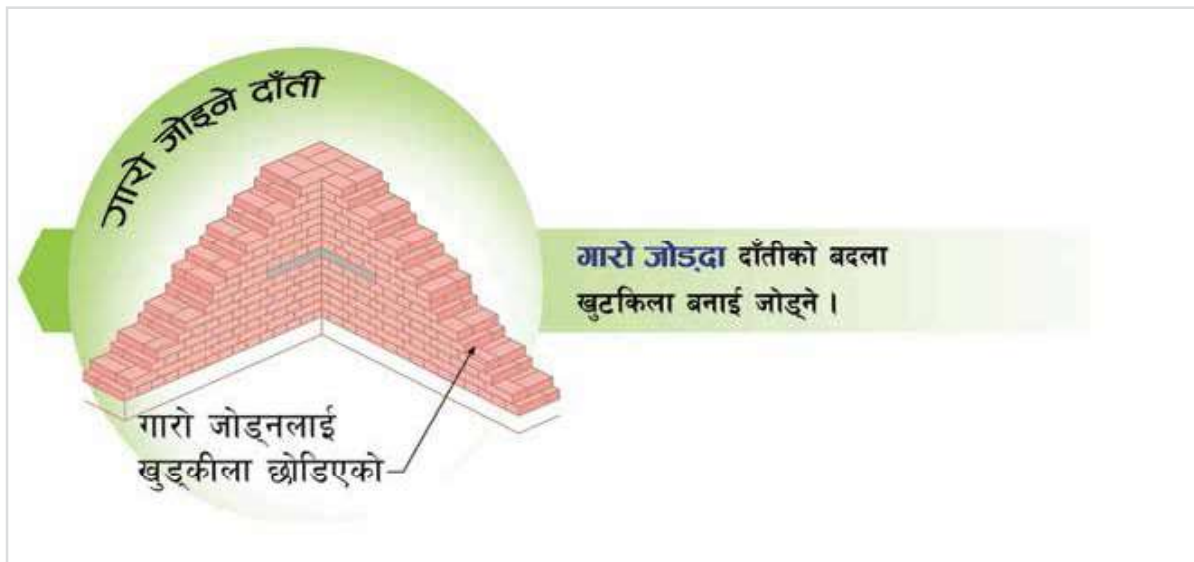 गारो जोड्ने दाँती
गारो जोड्दा दाँतीको बदला
खुटकिला बनाई जोड्ने ।
गारो जोड्नलाई
खुड्कीला छोडिएको